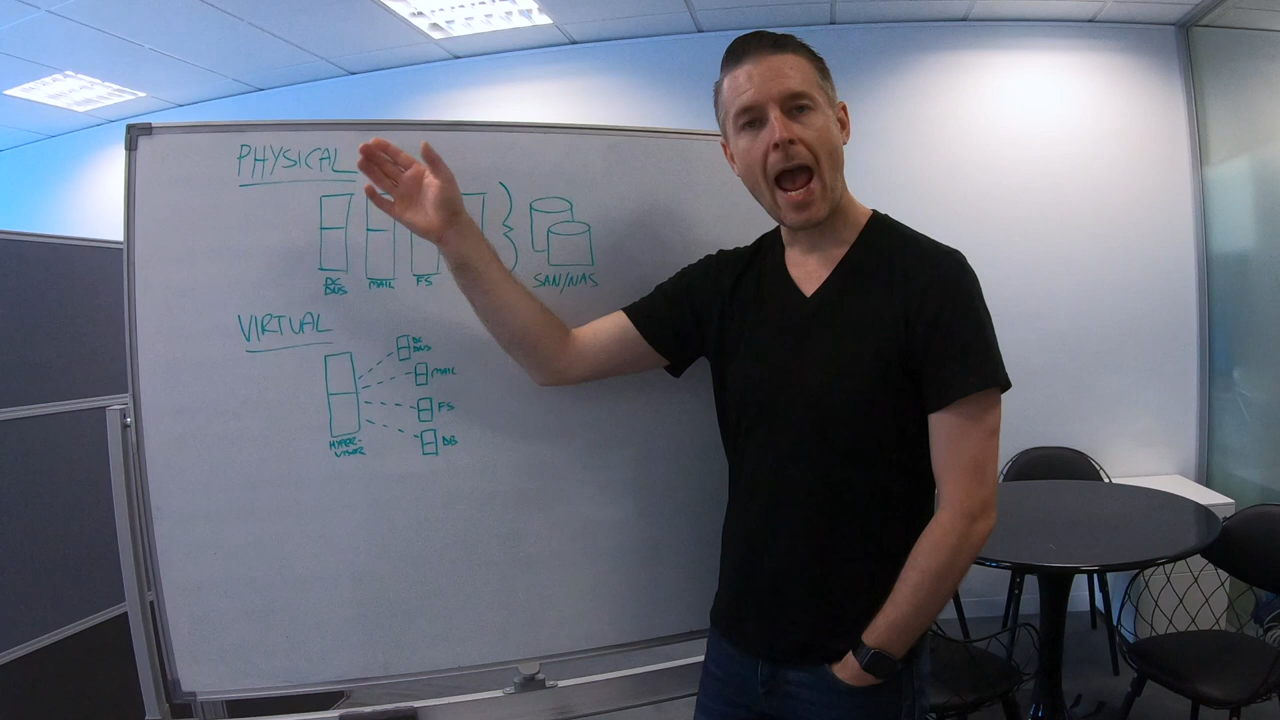 PHYSICAL
DC
DNS
MAIL
FS
SAN/NAS
VIRTUAL
DC
DNS
MAIL
FS
DB
HYPER-
VISOR